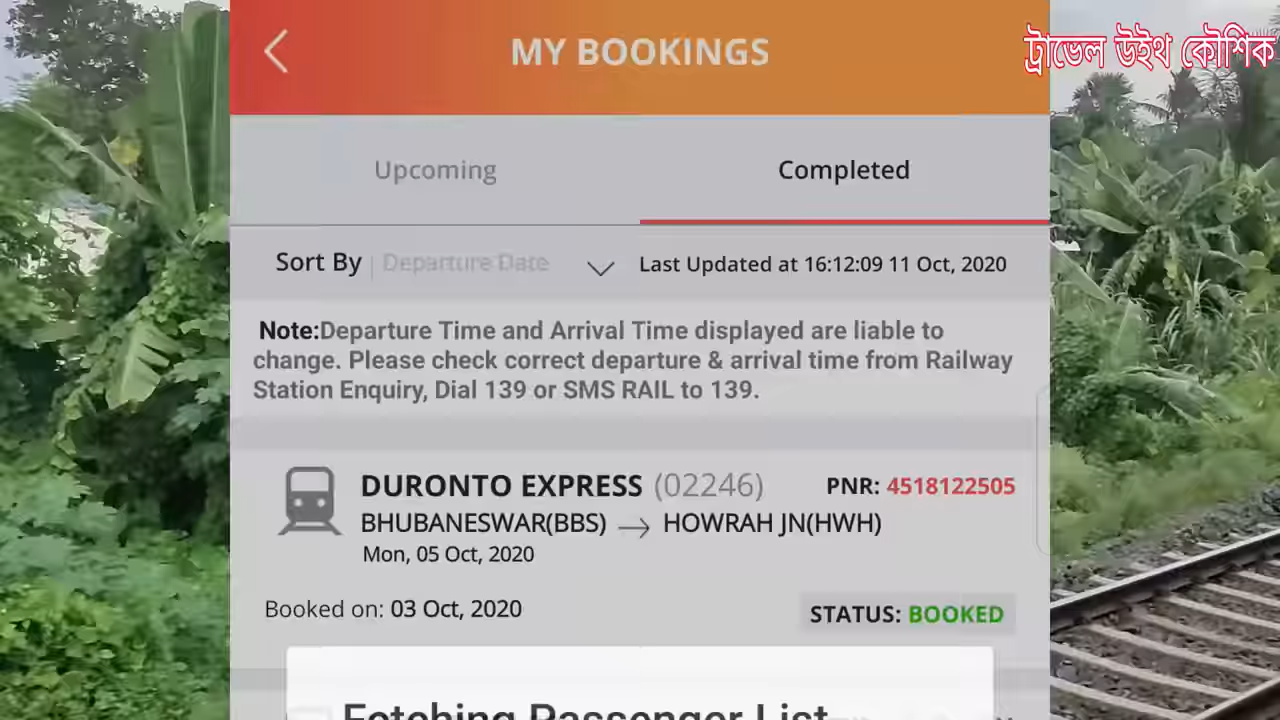 MY BOOKINGS
ট্রাভেল উইথ কৌশিক
Upcoming
Completed
Sort By
Departure Date
Last Updated at 16:12:09 11 Oct, 2020
Note:Departure Time and Arrival Time displayed are liable to
change. Please check correct departure & arrival time from Railway
Station Enquiry, Dial 139 or SMS RAIL to 139.
DURONTO EXPRESS (02246)
PNR: 4518122505
BHUBANESWAR(BBS) → HOWRAH JN(HWH)
Mon, 05 Oct, 2020
Booked on: 03 Oct, 2020
STATUS: BOOKED
Fetching Passenger List